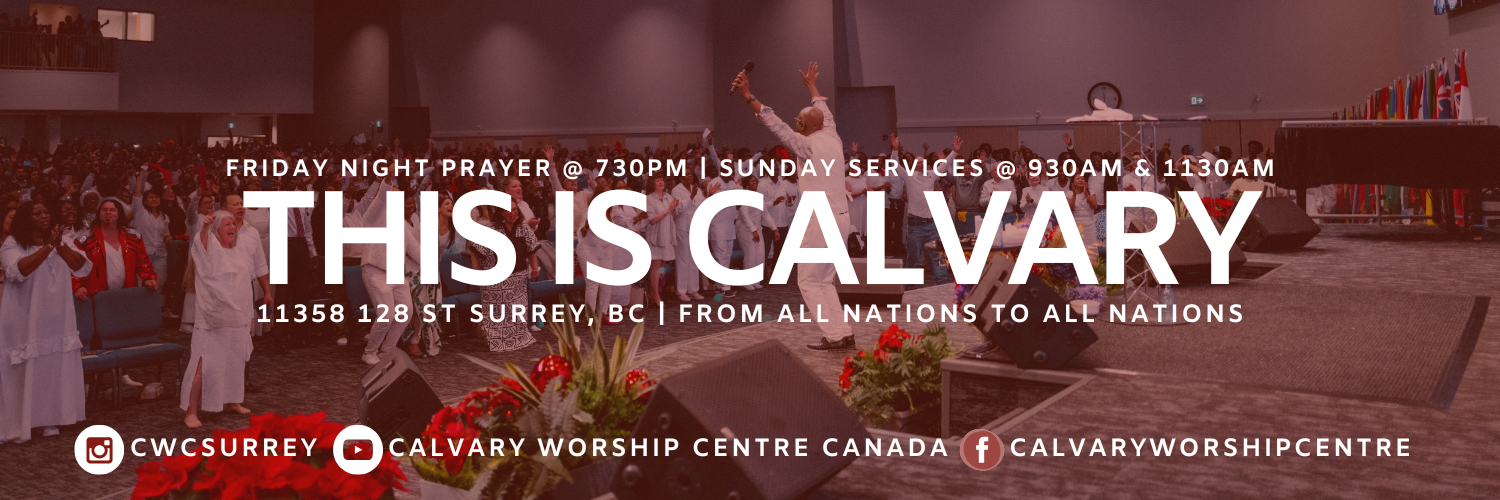 FRIDAY NIGHT PRAYER @ 730PM | SUNDAY SERVICES @ 930AM & 1130AM
THIS IS CALVARY
11358 128 ST SURREY, BC | FROM ALL NATIONS TO ALL NATIONS
CWCSURREY CALVARY WORSHIP CENTRE CANADA CALVARYWORSHIPCENTRE